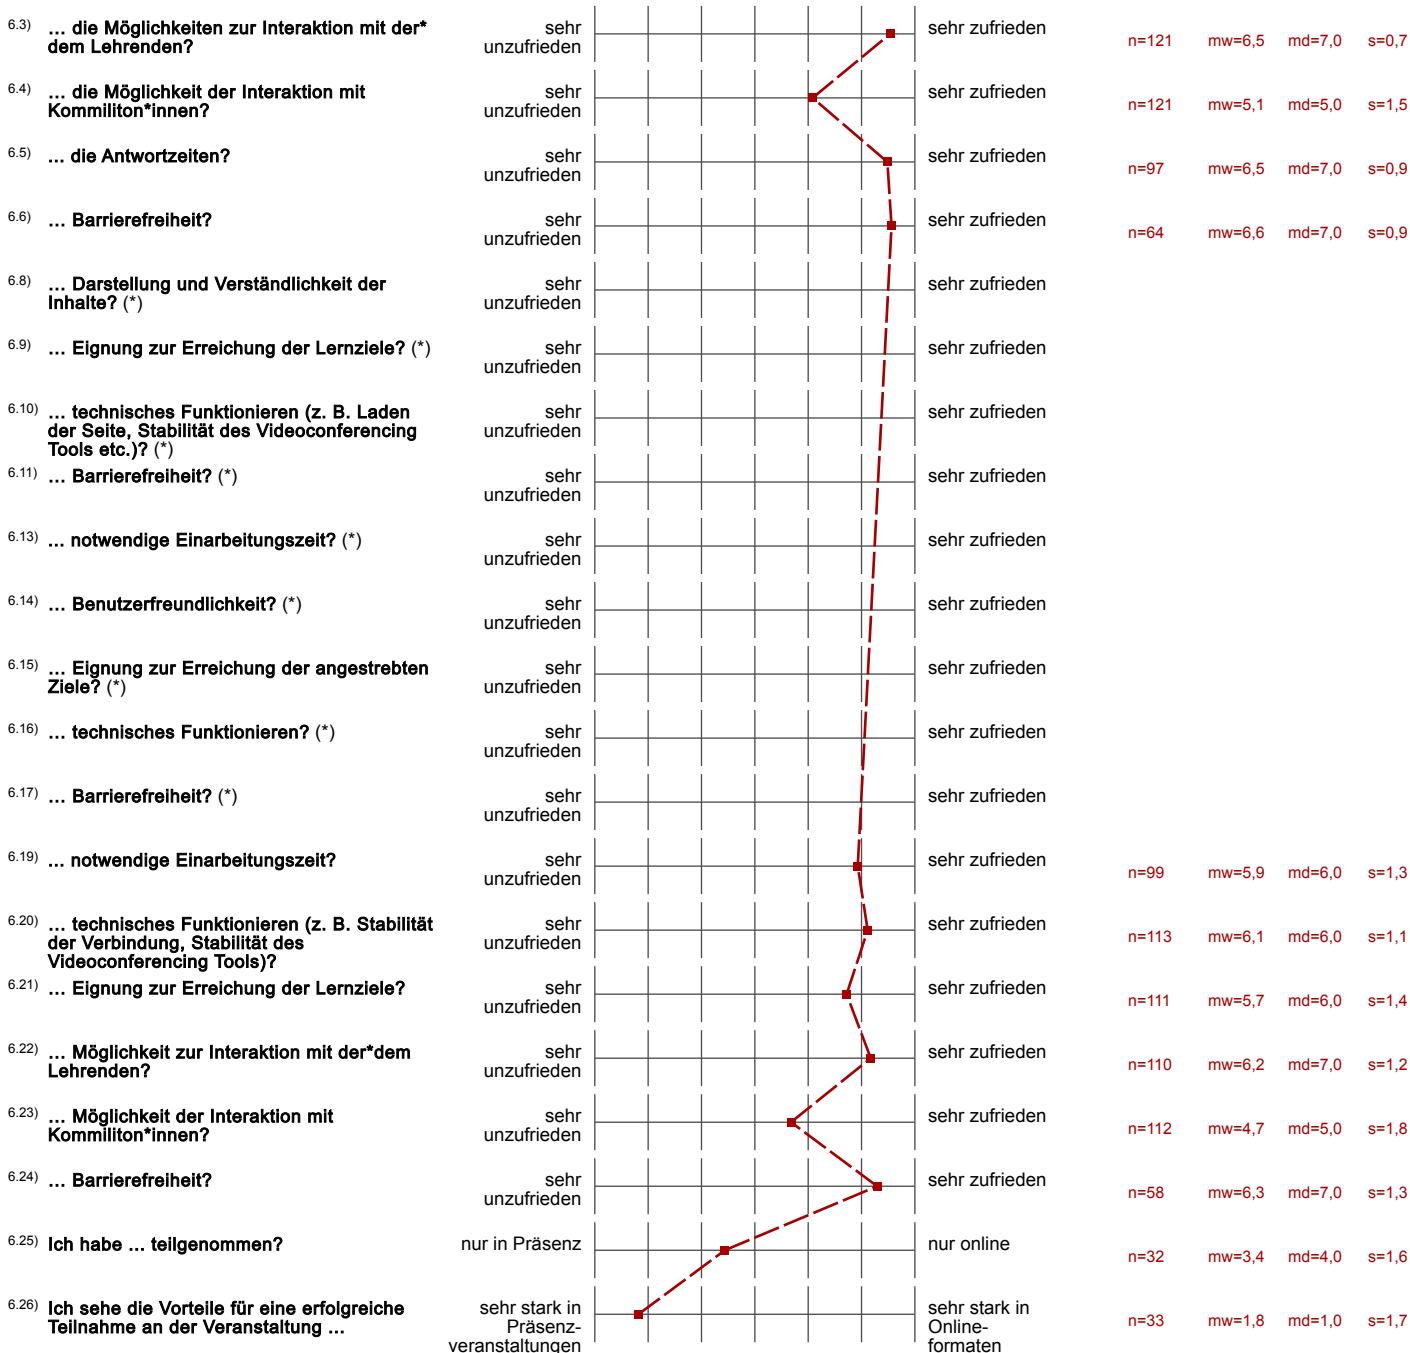 6.3) ... die Möglichkeiten zur Interaktion mit der* sehr sehr zufrieden
dem Lehrenden? unzufrieden n=121 mw=6,5 md=7,0 s=0,7
6.4) ... die Möglichkeit der Interaktion mit sehr sehr zufrieden
Kommiliton*innen? unzufrieden n=121 mw=5,1 md=5,0 s=1,5
6.5) ... die Antwortzeiten? sehr sehr zufrieden
unzufrieden n=97 mw=6,5 md=7,0 s=0,9
6.6) ... Barrierefreiheit? sehr sehr zufrieden
unzufrieden n=64 mw=6,6 md=7,0 s=0,9
6.8) ... Darstellung und Verständlichkeit der sehr sehr zufrieden
Inhalte? (*) unzufrieden
6.9) ... Eignung zur Erreichung der Lernziele? (*) sehr sehr zufrieden
unzufrieden
6.10) ... technisches Funktionieren (z. B. Laden sehr sehr zufrieden
der Seite, Stabilität des Videoconferencing unzufrieden
Tools etc.)? (*)
6.11) ... Barrierefreiheit? (*) sehr sehr zufrieden
unzufrieden
6.13) ... notwendige Einarbeitungszeit? (*) sehr sehr zufrieden
unzufrieden
6.14) ... Benutzerfreundlichkeit? (*) sehr sehr zufrieden
unzufrieden
6.15) ... Eignung zur Erreichung der angestrebten sehr sehr zufrieden
Ziele? (*) unzufrieden
6.16) ... technisches Funktionieren? (*) sehr sehr zufrieden
unzufrieden
6.17) ... Barrierefreiheit? (*) sehr sehr zufrieden
unzufrieden
6.19) ... notwendige Einarbeitungszeit? sehr sehr zufrieden
unzufrieden n=99 mw=5,9 md=6,0 s=1,3
6.20) ... technisches Funktionieren (z. B. Stabilität sehr sehr zufrieden
der Verbindung, Stabilität des unzufrieden n=113 mw=6,1 md=6,0 s=1,1
Videoconferencing Tools)?
6.21) ... Eignung zur Erreichung der Lernziele? sehr sehr zufrieden
unzufrieden n=111 mw=5,7 md=6,0 s=1,4
6.22) ... Möglichkeit zur Interaktion mit der*dem sehr sehr zufrieden
Lehrenden? unzufrieden n=110 mw=6,2 md=7,0 s=1,2
6.23) ... Möglichkeit der Interaktion mit sehr sehr zufrieden
Kommiliton*innen? unzufrieden n=112 mw=4,7 md=5,0 s=1,8
6.24) ... Barrierefreiheit? sehr sehr zufrieden
unzufrieden n=58 mw=6,3 md=7,0 s=1,3
6.25) Ich habe ... teilgenommen? nur in Präsenz nur online
n=32 mw=3,4 md=4,0 s=1,6
6.26) Ich sehe die Vorteile für eine erfolgreiche sehr stark in sehr stark in
Teilnahme an der Veranstaltung ... Präsenz- Online- n=33 mw=1,8 md=1,0 s=1,7
veranstaltungen formaten